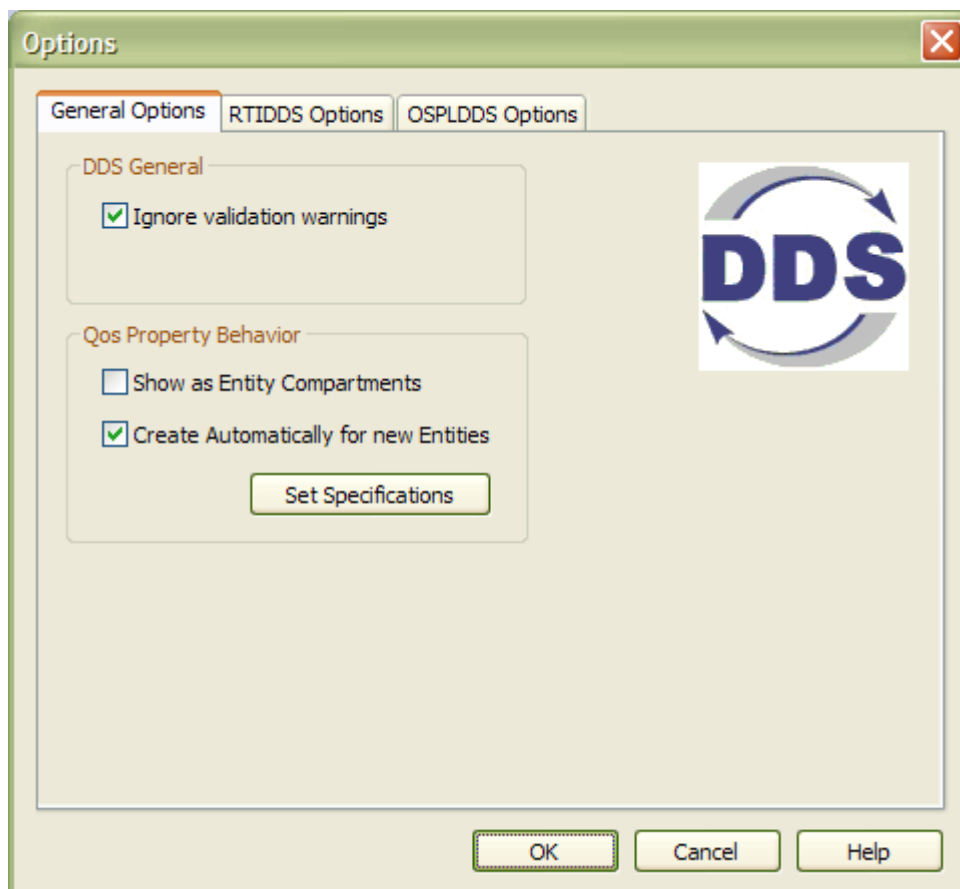 Options
General Options RTIDDS Options OSPLDDS Options
DDS General
Ignore validation warnings
DDS
Qos Property Behavior
Show as Entity Compartments
Create Automatically for new Entities
Set Specifications
OK Cancel Help